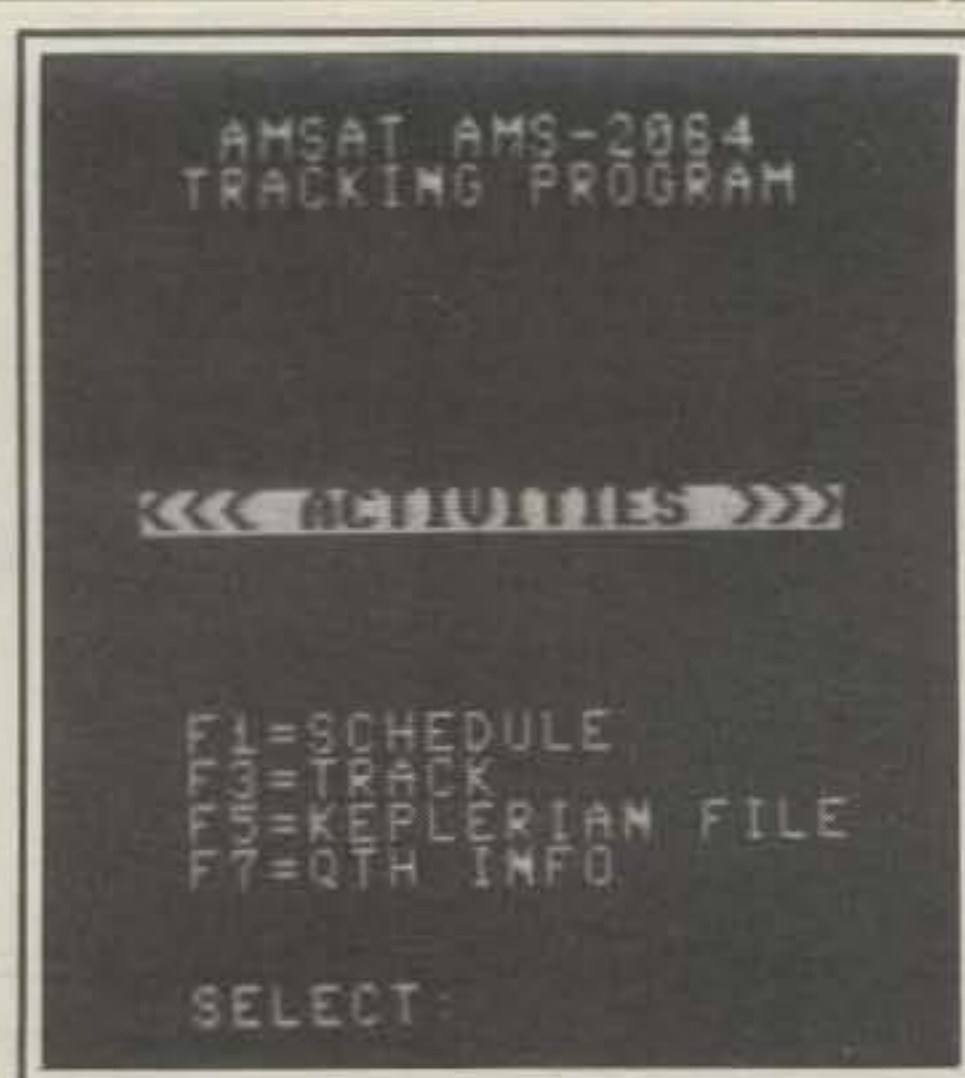 AMSAT AMS-2064
TRACKING PROGRAM
<<< ACTIVITIES >>>
F1=SCHEDULE
F3=TRACK
F5=KEPLERIAN FILE
F7=QTH INFO
SELECT: